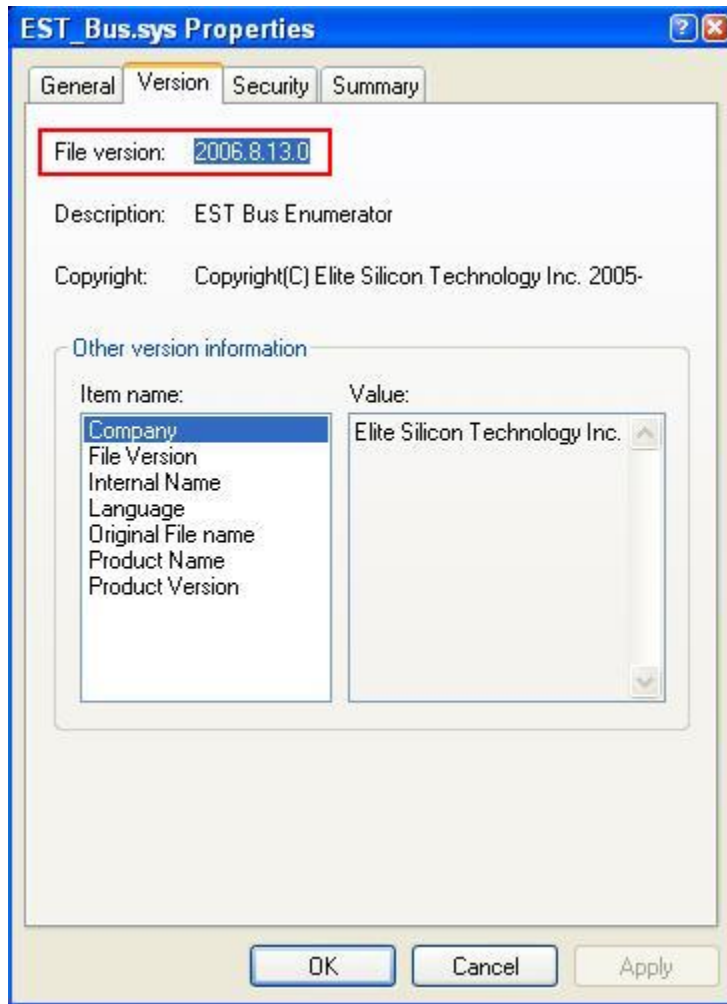 EST_Bus.sys Properties
General Version Security Summary
File version: 2006.8.13.0
Description: EST Bus Enumerator
Copyright: Copyright(C) Elite Silicon Technology Inc. 2005-
Other version information
Item name: Value:
Company Elite Silicon Technology Inc.
File Version
Internal Name
Language
Original File name
Product Name
Product Version
OK Cancel Apply